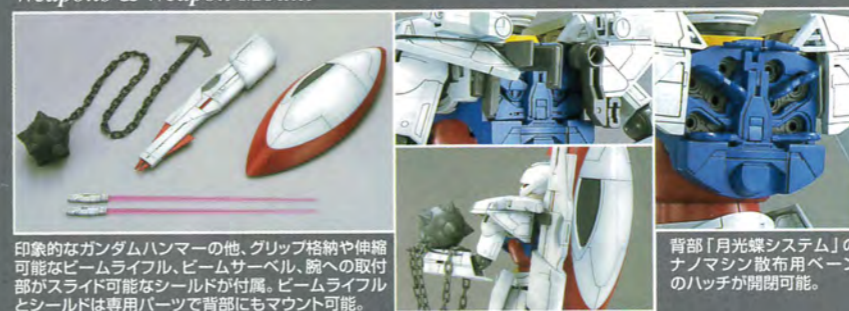 印象的なガンダムハンマーの他、グリップ格納や伸縮
可能なビームライフル、ビームサーベル、腕への取付
部がスライド可能なシールドが付属。ビームライフル
とシールドは専用パーツで背部にもマウント可能。
背部「月光蝶システム」の
ナノマシン散布用ベーン
のハッチが開閉可能。